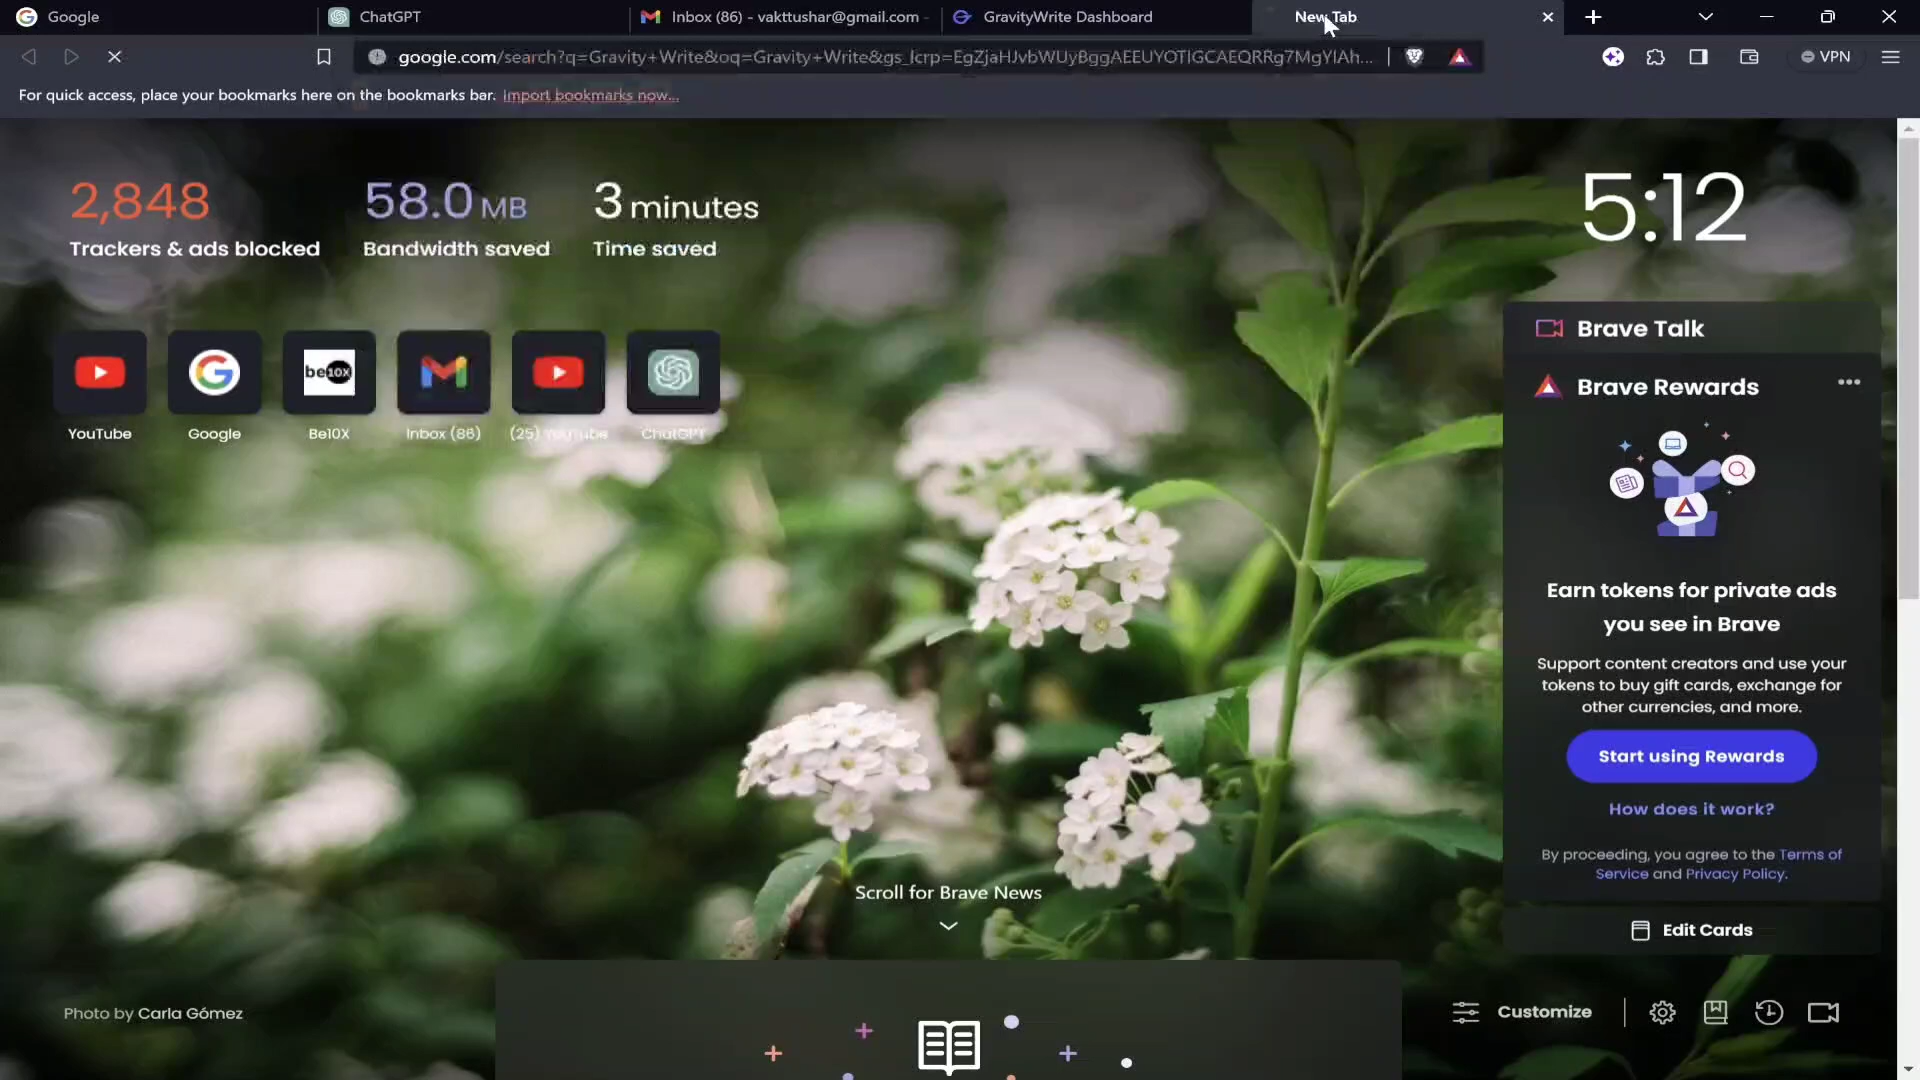 Google
ChatGPT
Inbox (86) - vakttushar@gmail.com -
GravityWrite Dashboard
New Tab
google.com/search?q=Gravity+Write&oq=Gravity+Write&gs_lcrp=EgZjaHJvbWUyBggAEEUYOTIGCAEQRRg7MgYIAh...
VPN
For quick access, place your bookmarks here on the bookmarks bar. Import bookmarks now...
2,848
Trackers & ads blocked
58.0 MB
Bandwidth saved
3 minutes
Time saved
5:12
be10x
YouTube
Google
Be10X
Inbox (86)
(25) YouTube
ChatGPT
Brave Talk
Brave Rewards
Earn tokens for private ads
you see in Brave
Support content creators and use your
tokens to buy gift cards, exchange for
other currencies, and more.
Start using Rewards
How does it work?
By proceeding, you agree to the Terms of
Service and Privacy Policy.
Edit Cards
Scroll for Brave News
Photo by Carla Gómez
Customize